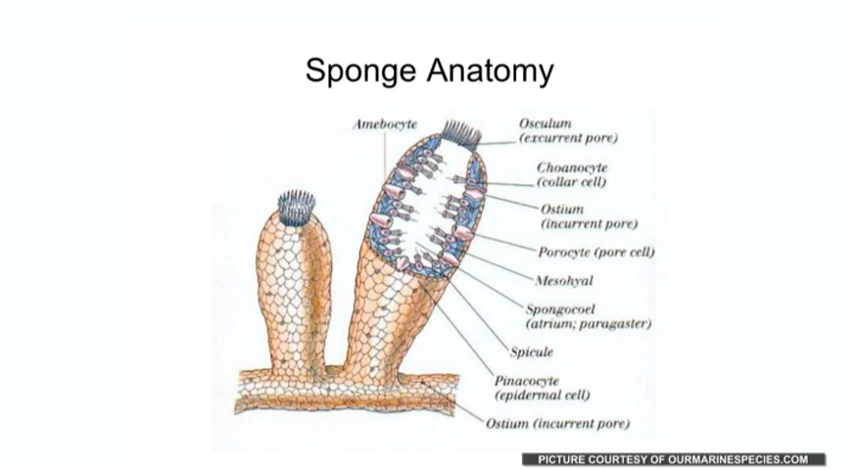 Sponge Anatomy
Amebocyte
Osculum
(excurrent pore)
Choanocyte
(collar cell)
Ostium
(incurrent pore)
Porocyte (pore cell)
Mesohyal
Spongocoel
(atrium; paragaster)
Spicule
Pinacocyte
(epidermal cell)
Ostium (incurrent pore)
PICTURE COURTESY OF OURMARINESPECIES.COM